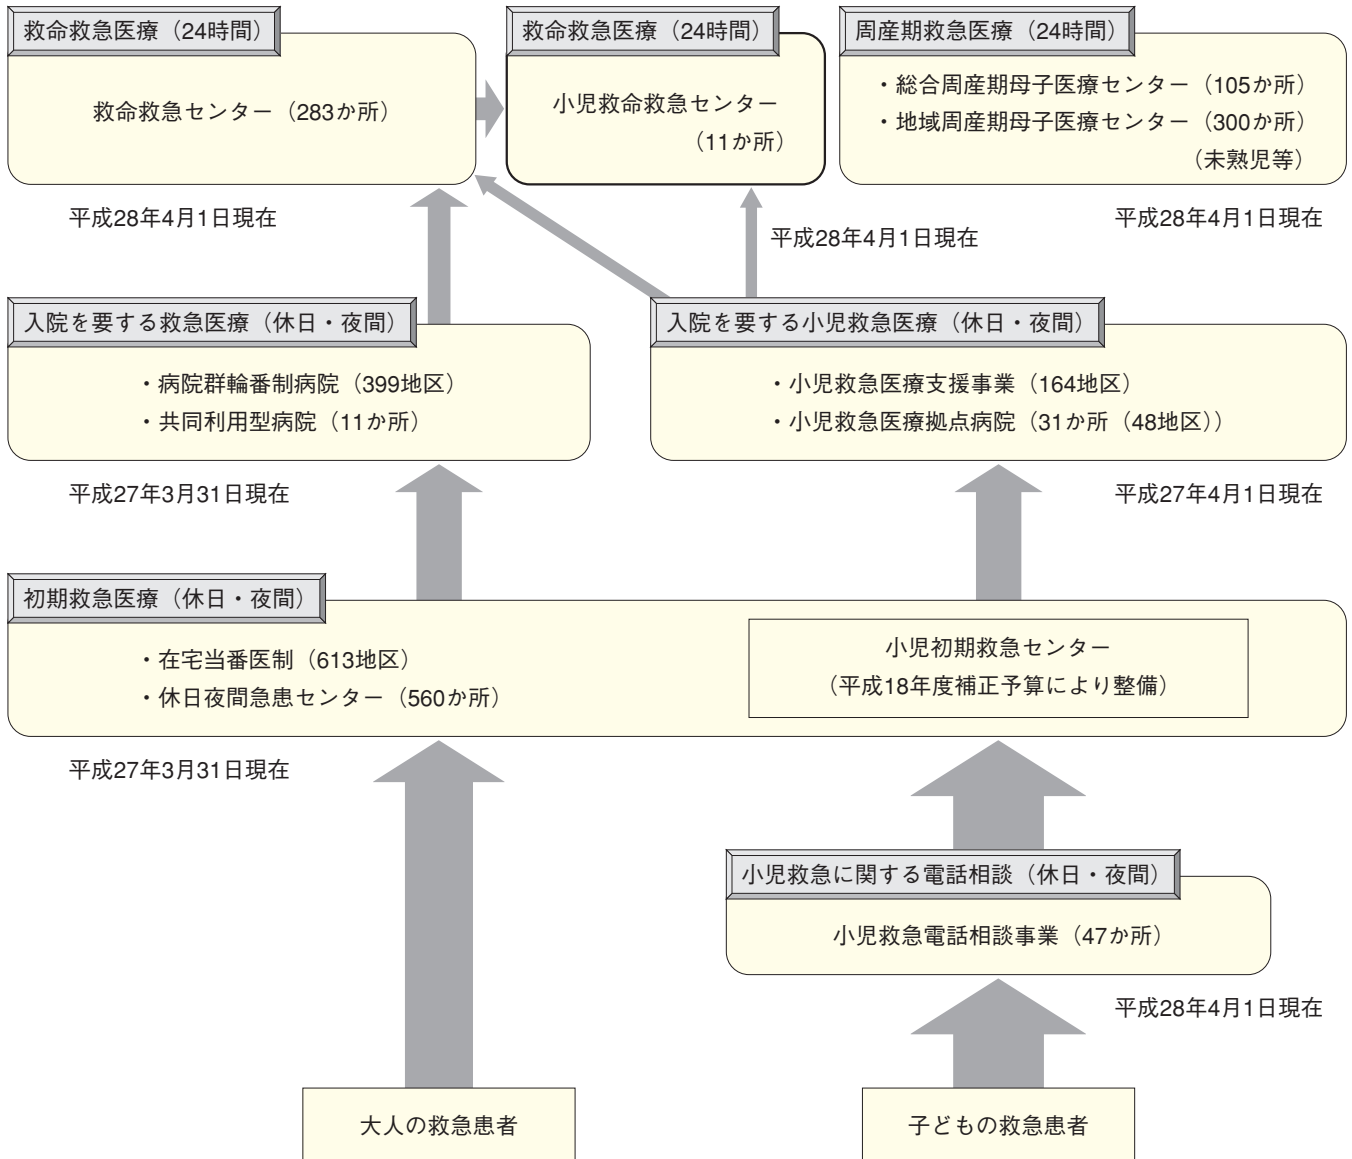 救命救急医療（24時間）
救命救急センター（283か所）
平成28年4月1日現在
救命救急医療（24時間）
小児救命救急センター
（11か所）
平成28年4月1日現在
周産期救急医療（24時間）
・総合周産期母子医療センター（105か所）
・地域周産期母子医療センター（300か所）
（未熟児等）
平成28年4月1日現在
入院を要する救急医療（休日・夜間）
・病院群輪番制病院（399地区）
・共同利用型病院（11か所）
平成27年3月31日現在
入院を要する小児救急医療（休日・夜間）
・小児救急医療支援事業（164地区）
・小児救急医療拠点病院（31か所（48地区））
平成27年4月1日現在
初期救急医療（休日・夜間）
・在宅当番医制（613地区）
・休日夜間急患センター（560か所）
小児初期救急センター
（平成18年度補正予算により整備）
平成27年3月31日現在
小児救急に関する電話相談（休日・夜間）
小児救急電話相談事業（47か所）
平成28年4月1日現在
大人の救急患者
子どもの救急患者